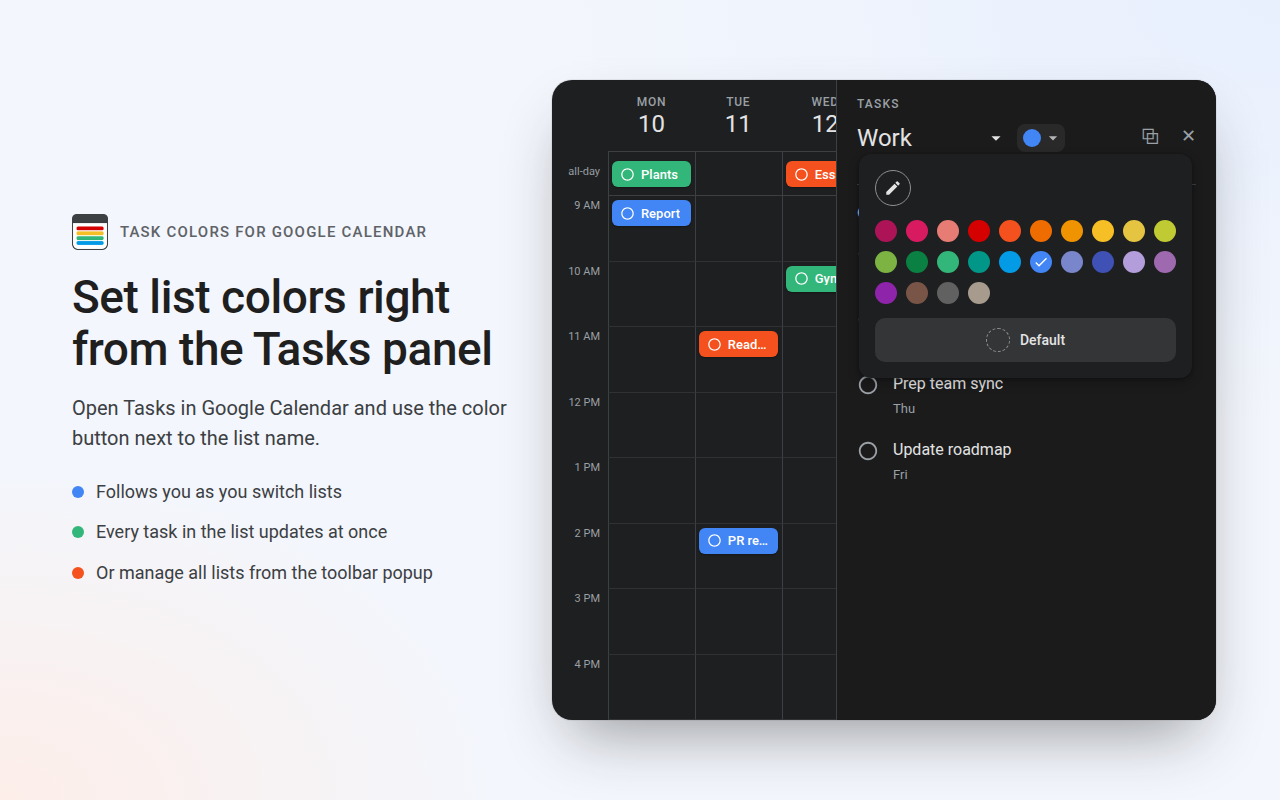 TASK COLORS FOR GOOGLE CALENDAR
Set list colors right
from the Tasks panel
Open Tasks in Google Calendar and use the color
button next to the list name.
Follows you as you switch lists
Every task in the list updates at once
Or manage all lists from the toolbar popup
MON
10
TUE
11
WED
12
all-day
Plants
Ess
9 AM
Report
10 AM
Gyn
11 AM
Read...
12 PM
1 PM
2 PM
PR re...
3 PM
4 PM
TASKS
Work
Default
Prep team sync
Thu
Update roadmap
Fri